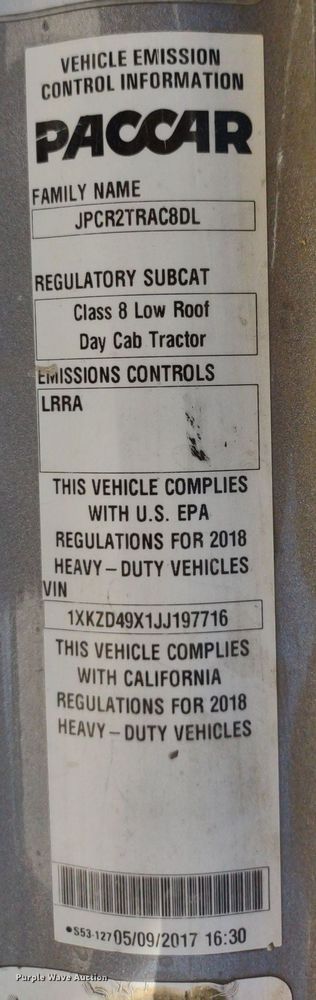 VEHICLE EMISSION
CONTROL INFORMATION
PACCAR
FAMILY NAME
JPCR2TRAC8DL
REGULATORY SUBCAT
Class 8 Low Roof
Day Cab Tractor
EMISSIONS CONTROLS
LRRA
THIS VEHICLE COMPLIES
WITH U.S. EPA
REGULATIONS FOR 2018
HEAVY-DUTY VEHICLES
VIN
1XKZD49X1JJ197716
THIS VEHICLE COMPLIES
WITH CALIFORNIA
REGULATIONS FOR 2018
HEAVY-DUTY VEHICLES
•S53-127 05/09/2017 16:30
Purple Wave Auction